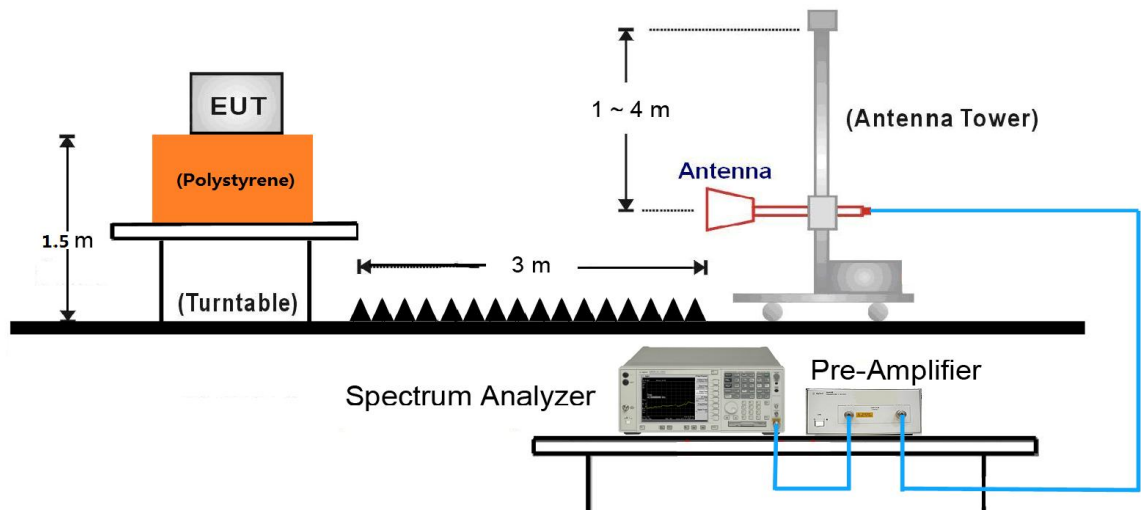 EUT
(Polystyrene)
1.5 m
(Turntable)
3 m
1 ~ 4 m
Antenna
(Antenna Tower)
Spectrum Analyzer
Pre-Amplifier